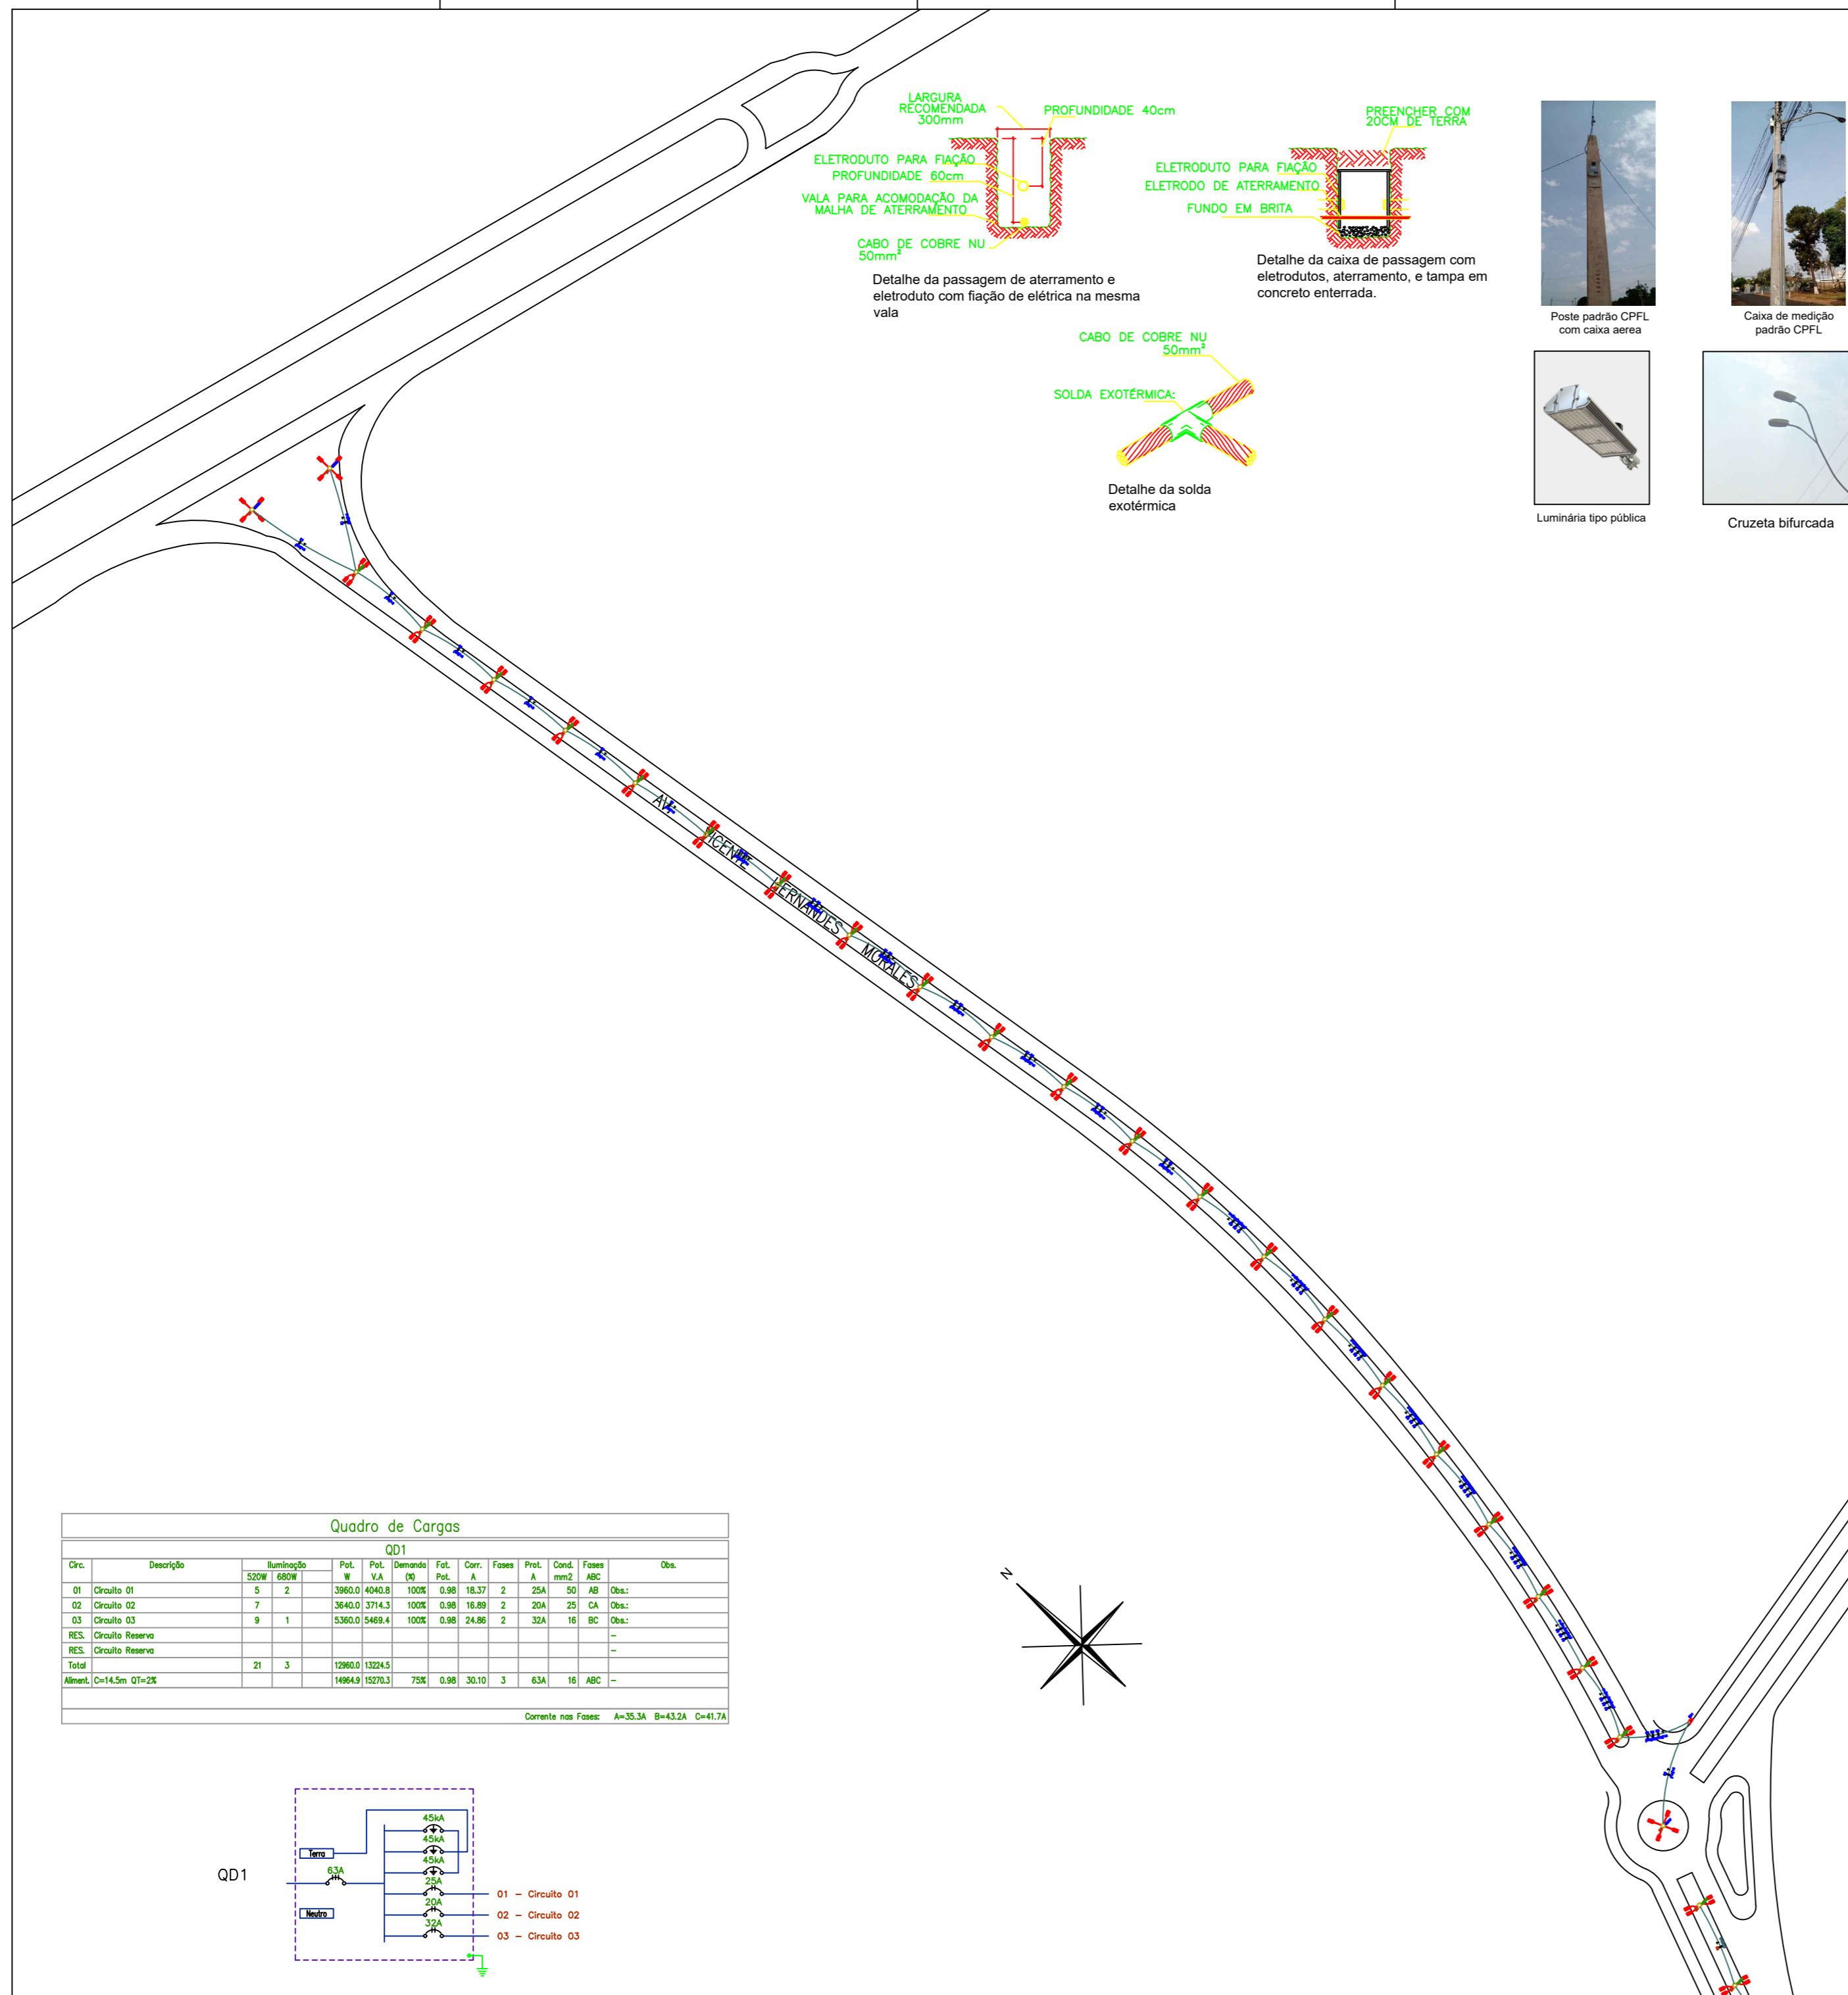 LARGURA
RECOMENDADA
300mm
PROFUNDIDADE 40cm
ELETRODUTO PARA FIAÇÃO
PROFUNDIDADE 60cm
VALA PARA ACOMODAÇÃO DA
MALHA DE ATERRAMENTO
CABO DE COBRE NU
50mm²
Detalhe da passagem de aterramento e
eletroduto com fiação de elétrica na mesma
vala
PREENCHER COM
20CM DE TERRA
ELETRODUTO PARA FIAÇÃO
ELETRODO DE ATERRAMENTO
FUNDO EM BRITA
Detalhe da caixa de passagem com
eletrodutos, aterramento, e tampa em
concreto enterrada.
Poste padrão CPFL
com caixa aerea
Caixa de medição
padrão CPFL
CABO DE COBRE NU
50mm²
SOLDA EXOTÉRMICA:
Detalhe da solda
exotérmica
Luminária tipo pública
Cruzeta bifurcada
AV. VICENTE HERNANDES MORALES
Quadro de Cargas
QD1
Circ. Descrição Iluminação Pot. Pot. Demanda Fat. Corr. Fases Prot. Cond. Fases Obs.
520W 680W W V.A (%) Pot. A A mm2 ABC
01 Circuito 01 5 2 3960.0 4040.8 100% 0.98 18.37 2 25A 50 AB Obs.:
02 Circuito 02 7 3640.0 3714.3 100% 0.98 16.89 2 20A 25 CA Obs.:
03 Circuito 03 9 1 5360.0 5469.4 100% 0.98 24.86 2 32A 16 BC Obs.:
RES. Circuito Reserva -
RES. Circuito Reserva -
Total 21 3 12960.0 13224.5
Aliment. C=14.5m QT=2% 14964.9 15270.3 75% 0.98 30.10 3 63A 16 ABC -
Corrente nas Fases: A=35.3A B=43.2A C=41.7A
N
QD1
Terra
63A
Neutro
45kA
45kA
45kA
25A
01 - Circuito 01
20A
02 - Circuito 02
32A
03 - Circuito 03